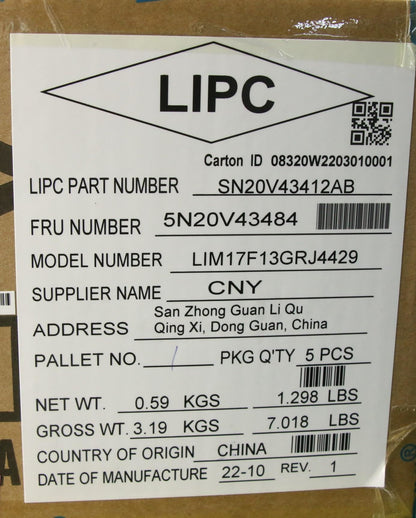 LIPC
Carton ID 08320W2203010001
LIPC PART NUMBER SN20V43412AB
FRU NUMBER 5N20V43484
MODEL NUMBER LIM17F13GRJ4429
SUPPLIER NAME CNY
ADDRESS San Zhong Guan Li Qu
Qing Xi, Dong Guan, China
PALLET NO. / PKG Q'TY 5 PCS
NET WT. 0.59 KGS 1.298 LBS
GROSS WT. 3.19 KGS 7.018 LBS
COUNTRY OF ORIGIN CHINA
DATE OF MANUFACTURE 22-10 REV. 1